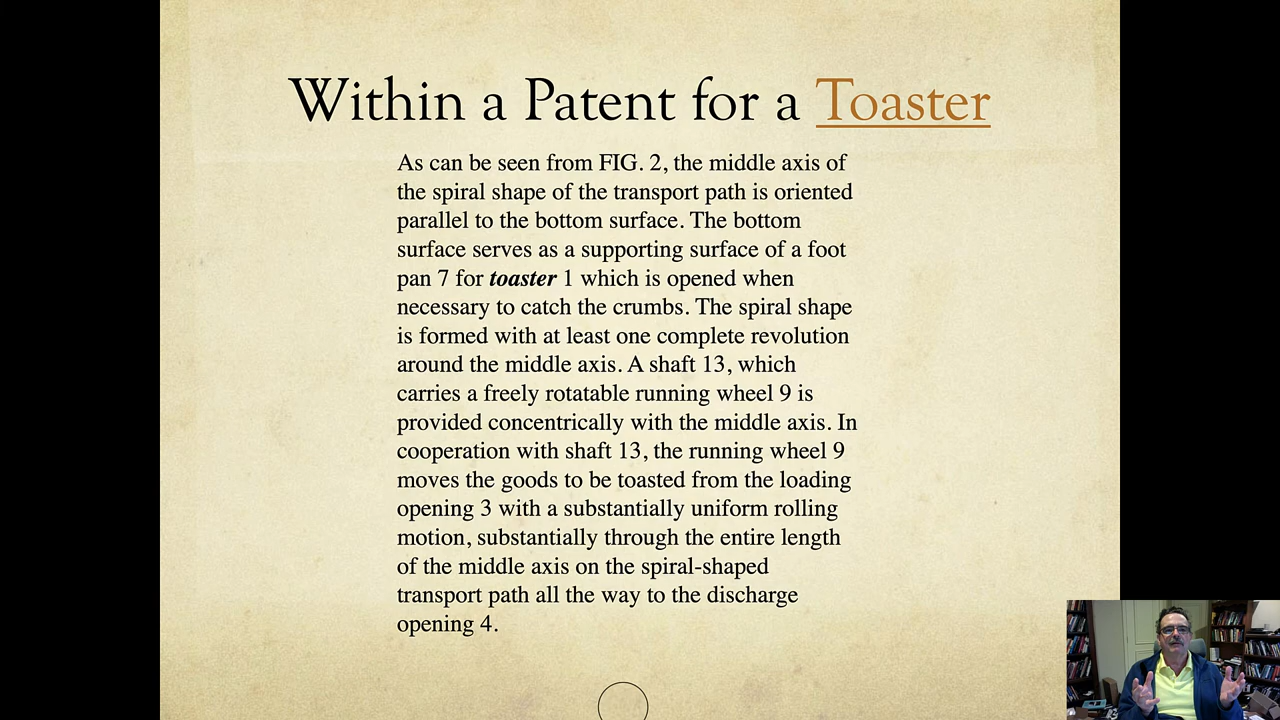 Within a Patent for a Toaster
As can be seen from FIG. 2, the middle axis of
the spiral shape of the transport path is oriented
parallel to the bottom surface. The bottom
surface serves as a supporting surface of a foot
pan 7 for toaster 1 which is opened when
necessary to catch the crumbs. The spiral shape
is formed with at least one complete revolution
around the middle axis. A shaft 13, which
carries a freely rotatable running wheel 9 is
provided concentrically with the middle axis. In
cooperation with shaft 13, the running wheel 9
moves the goods to be toasted from the loading
opening 3 with a substantially uniform rolling
motion, substantially through the entire length
of the middle axis on the spiral-shaped
transport path all the way to the discharge
opening 4.